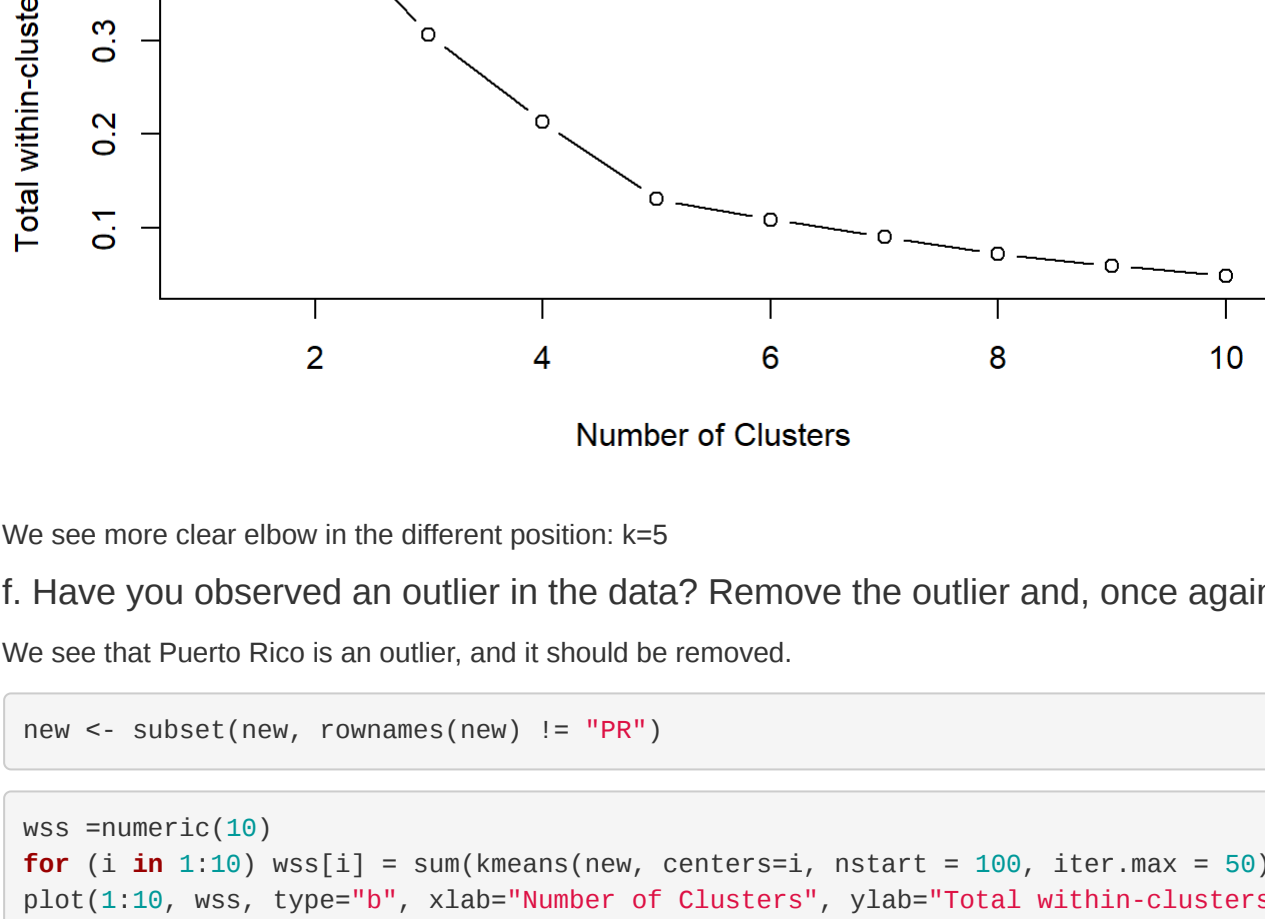 Total within-cluste
0.3
0.2
0.1
2 4 6 8 10
Number of Clusters
We see more clear elbow in the different position: k=5
f. Have you observed an outlier in the data? Remove the outlier and, once again
We see that Puerto Rico is an outlier, and it should be removed.
new <- subset(new, rownames(new) != "PR")
wss =numeric(10)
for (i in 1:10) wss[i] = sum(kmeans(new, centers=i, nstart = 100, iter.max = 50)
plot(1:10, wss, type="b", xlab="Number of Clusters", ylab="Total within-clusters